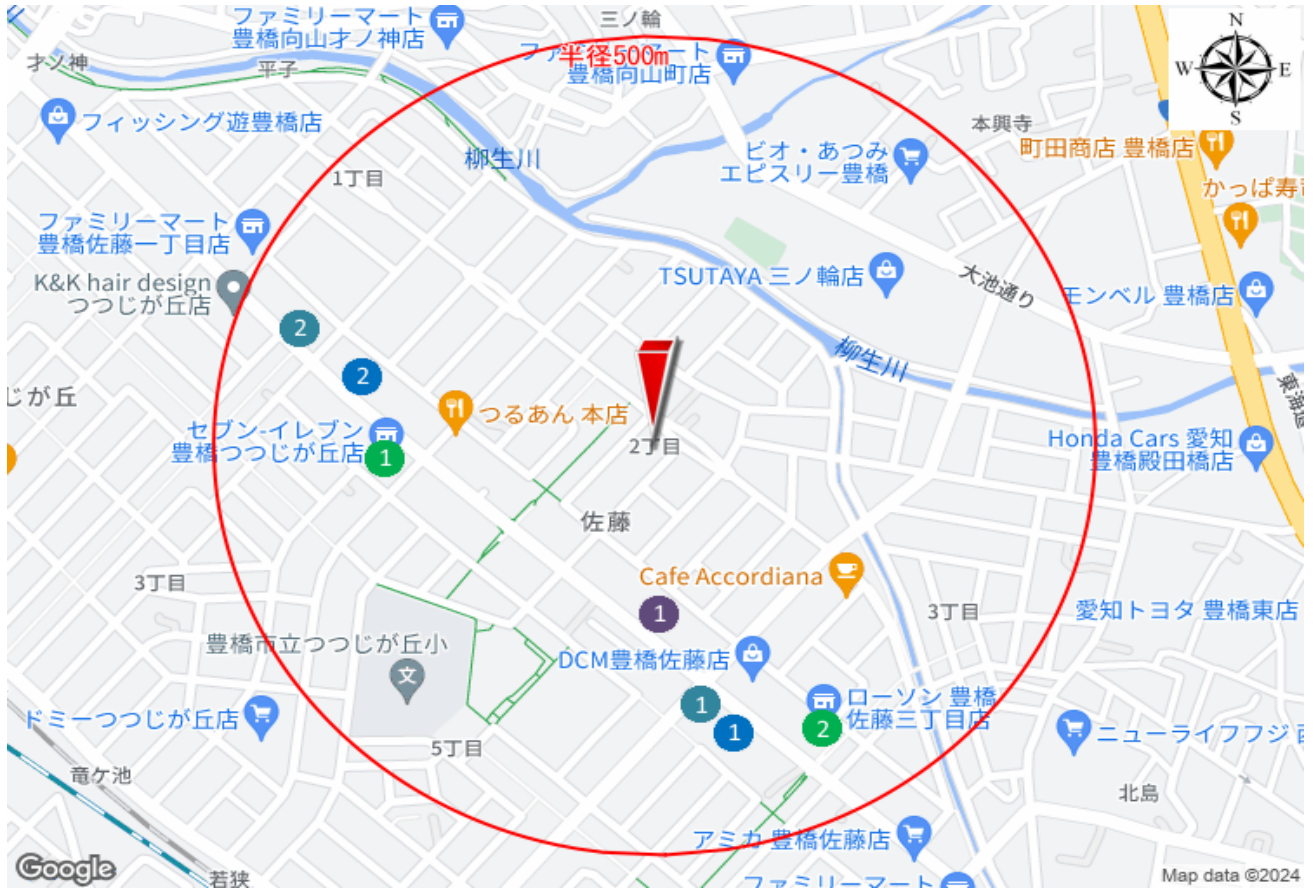 ファミリーマート
豊橋向山才ノ神店
三ノ輪
N
W
E
S
才ノ神
平子
半径500m
豊橋向山町店
フィッシング遊豊橋店
本興寺
町田商店 豊橋店
柳生川
ビオ・あつみ
エピスリー豊橋
1丁目
ファミリーマート
豊橋佐藤一丁目店
TSUTAYA 三ノ輪店
大池通り
K&K hair design
つつじが丘店
モンベル 豊橋店
2
柳生川
東海道
2
じが丘
つるあん 本店
セブン-イレブン
豊橋つつじが丘店
1
2丁目
Honda Cars 愛知
豊橋殿田橋店
佐藤
3丁目
Cafe Accordiana
3丁目
愛知トヨタ 豊橋東店
1
豊橋市立つつじが丘小
文
DCM豊橋佐藤店
ローソン 豊橋
佐藤三丁目店
1
1
2
ドミーつつじが丘店
5丁目
ニューライフフジ
竜ケ池
北島
アミカ 豊橋佐藤店
Google
若狭
ファミリーマート
Map data ©2024